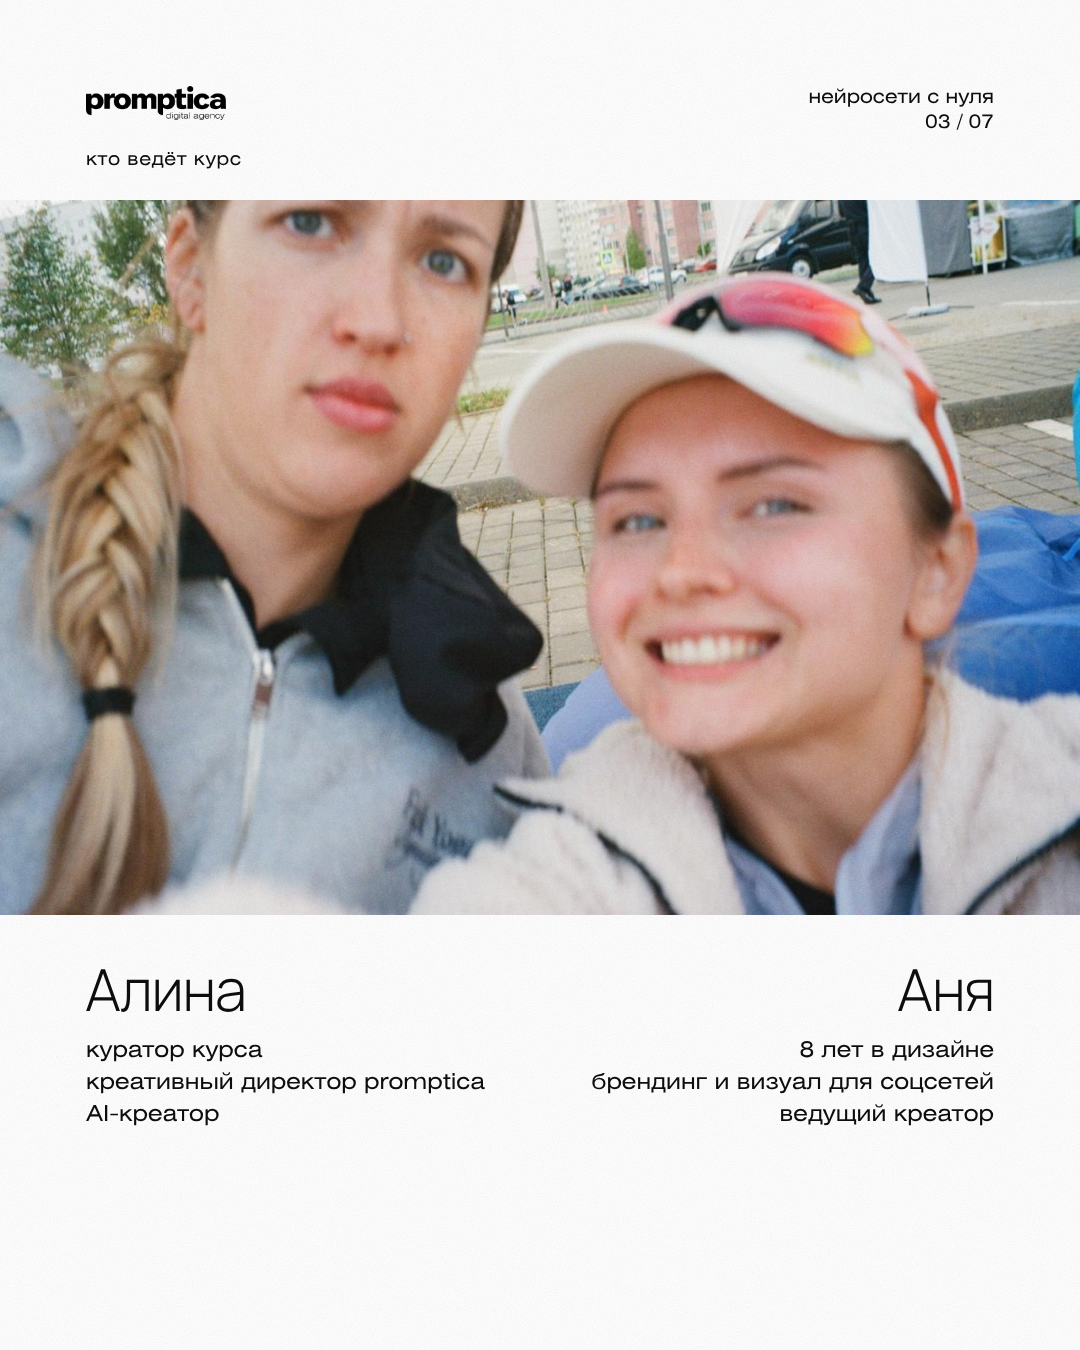 promptica
digital agency
нейросети с нуля
03 / 07
кто ведёт курс
Алина
куратор курса
креативный директор promptica
AI-креатор
Аня
8 лет в дизайне
брендинг и визуал для соцсетей
ведущий креатор